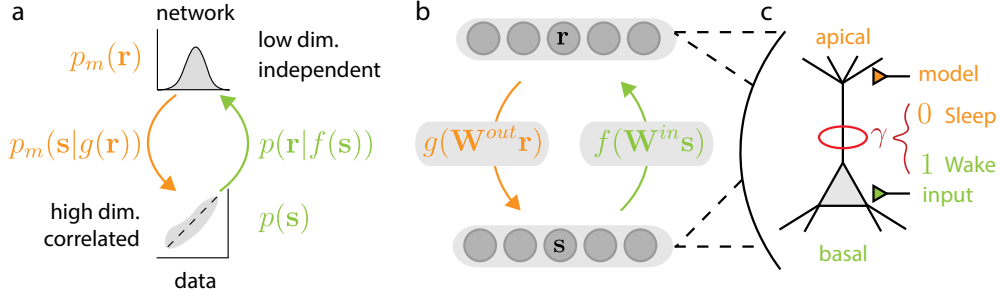 a
network
p_m(r)
low dim.
independent
p_m(s|g(r))
p(r|f(s))
high dim.
correlated
p(s)
data
b
r
g(W^{out}r)
f(W^{in}s)
s
c
apical
model
0 Sleep
γ
1 Wake
input
basal